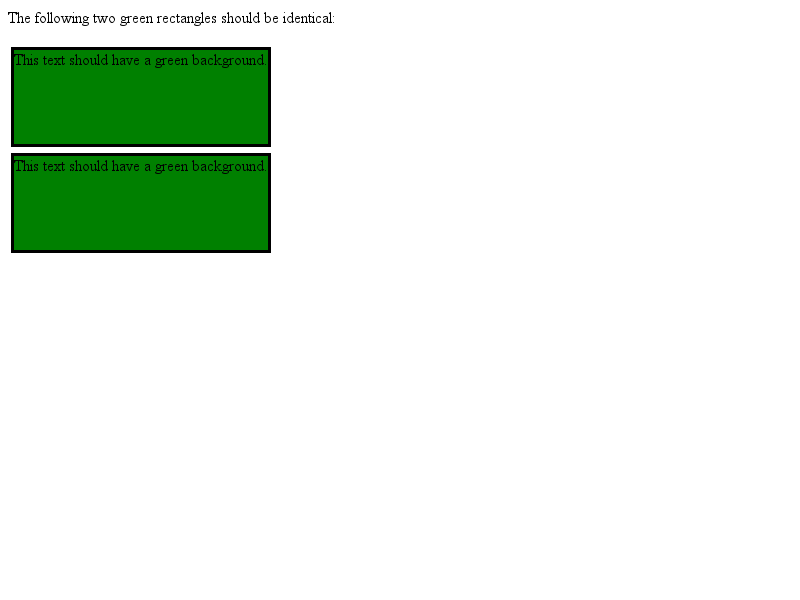 The following two green rectangles should be identical:
This text should have a green background
This text should have a green background